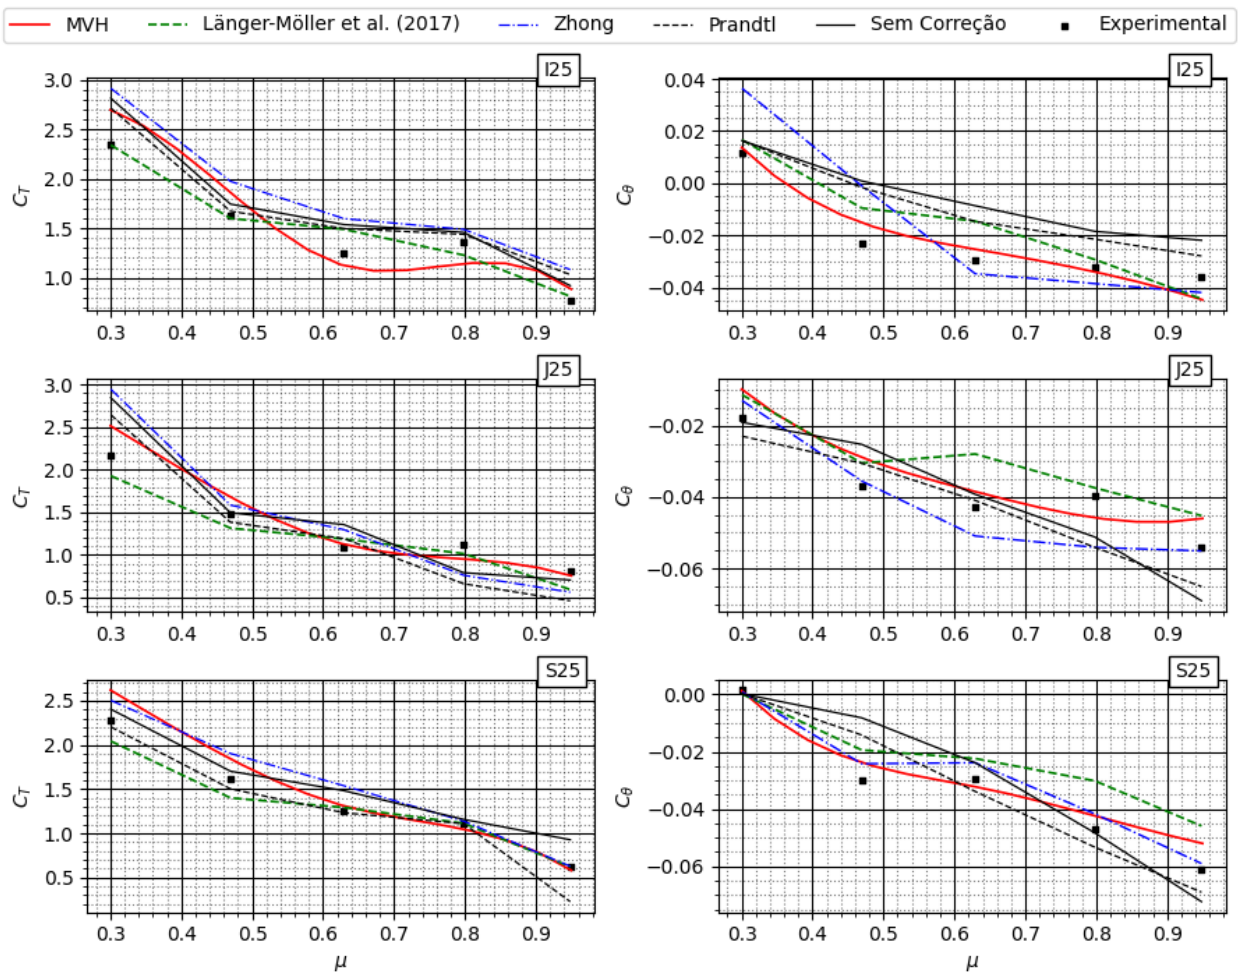 MVH Länger-Möller et al. (2017) Zhong Prandtl Sem Correção Experimental
I25 I25
3.0 2.5 2.0 1.5 1.0
C_T
0.3 0.4 0.5 0.6 0.7 0.8 0.9
0.04 0.02 0.00 −0.02 −0.04
C_θ
0.3 0.4 0.5 0.6 0.7 0.8 0.9
J25 J25
3.0 2.5 2.0 1.5 1.0 0.5
C_T
0.3 0.4 0.5 0.6 0.7 0.8 0.9
−0.02 −0.04 −0.06
C_θ
0.3 0.4 0.5 0.6 0.7 0.8 0.9
S25 S25
2.5 2.0 1.5 1.0 0.5
C_T
0.3 0.4 0.5 0.6 0.7 0.8 0.9
μ
0.00 −0.02 −0.04 −0.06
C_θ
0.3 0.4 0.5 0.6 0.7 0.8 0.9
μ